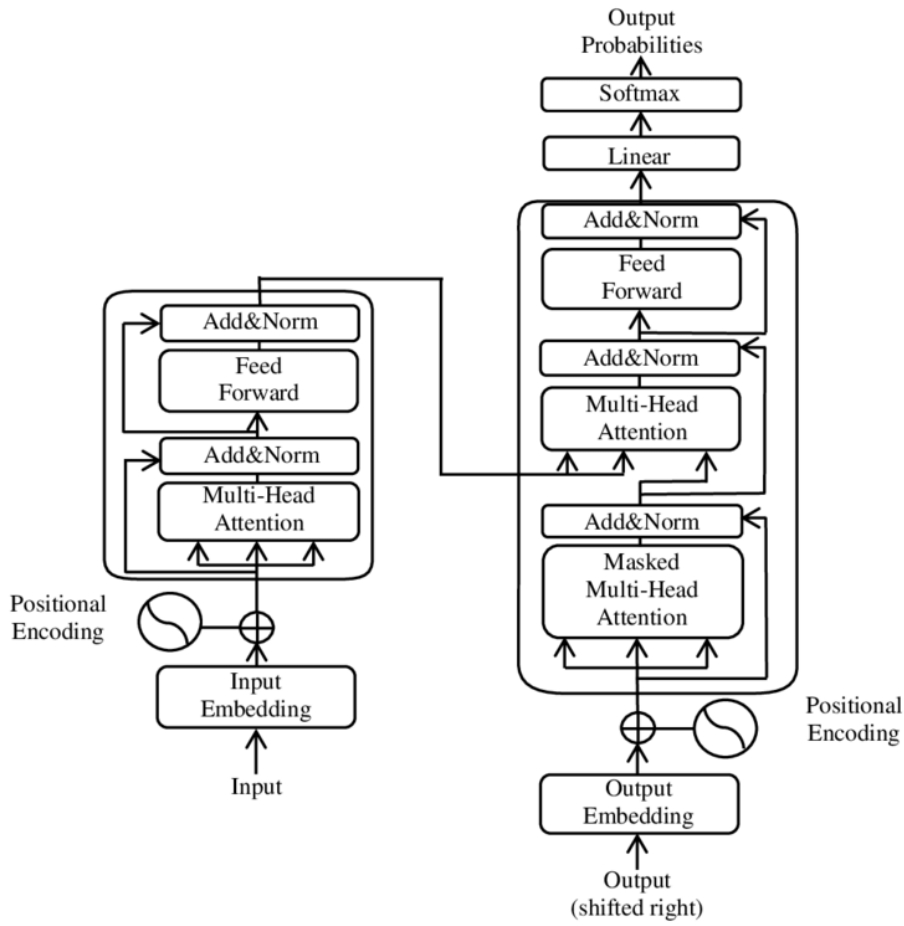 Output
Probabilities
Softmax
Linear
Add&Norm
Feed
Forward
Add&Norm
Multi-Head
Attention
Add&Norm
Masked
Multi-Head
Attention
Positional
Encoding
Output
Embedding
Output
(shifted right)
Add&Norm
Feed
Forward
Add&Norm
Multi-Head
Attention
Positional
Encoding
Input
Embedding
Input